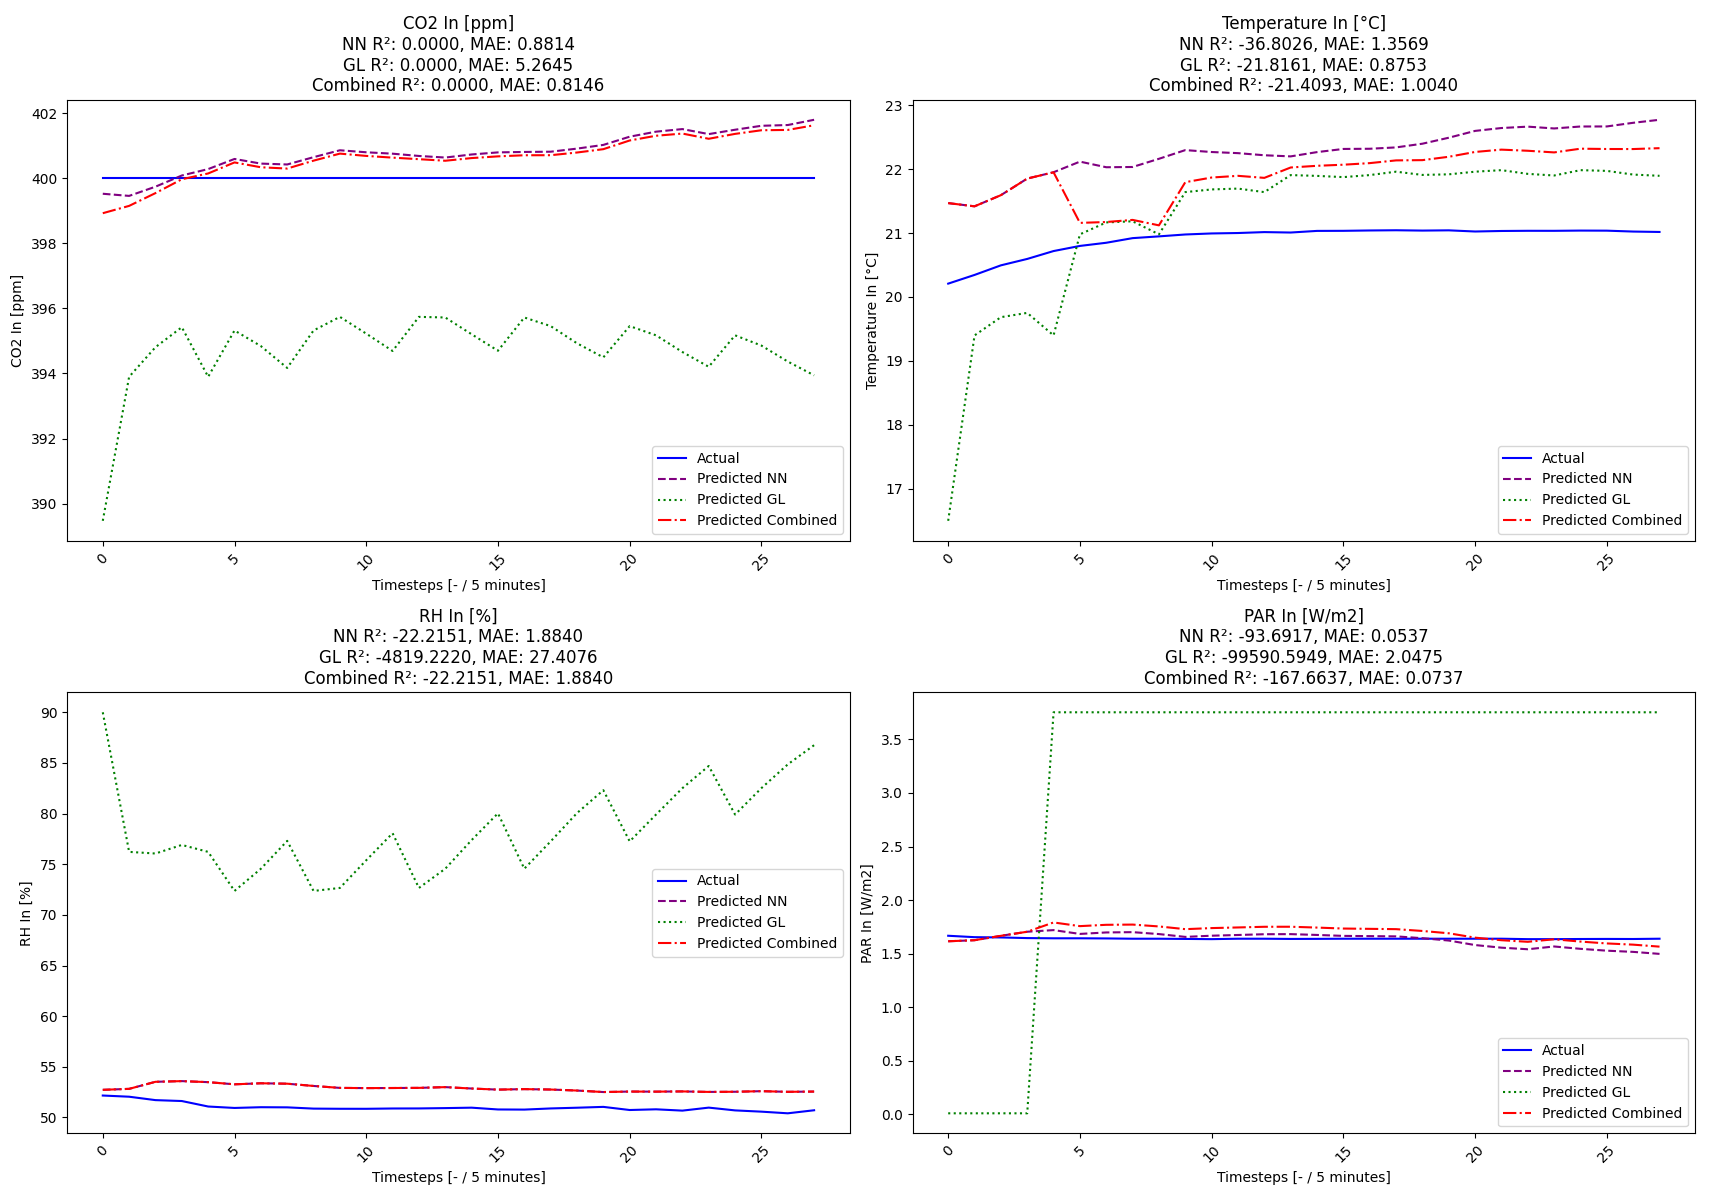 CO2 In [ppm]
NN R²: 0.0000, MAE: 0.8814
GL R²: 0.0000, MAE: 5.2645
Combined R²: 0.0000, MAE: 0.8146
402
400
398
396
394
392
390
CO2 In [ppm]
0
5
10
15
20
25
Timesteps [- / 5 minutes]
Actual
Predicted NN
Predicted GL
Predicted Combined
Temperature In [°C]
NN R²: -36.8026, MAE: 1.3569
GL R²: -21.8161, MAE: 0.8753
Combined R²: -21.4093, MAE: 1.0040
23
22
21
20
19
18
17
Temperature In [°C]
0
5
10
15
20
25
Timesteps [- / 5 minutes]
Actual
Predicted NN
Predicted GL
Predicted Combined
RH In [%]
NN R²: -22.2151, MAE: 1.8840
GL R²: -4819.2220, MAE: 27.4076
Combined R²: -22.2151, MAE: 1.8840
90
85
80
75
70
65
60
55
50
RH In [%]
0
5
10
15
20
25
Timesteps [- / 5 minutes]
Actual
Predicted NN
Predicted GL
Predicted Combined
PAR In [W/m2]
NN R²: -93.6917, MAE: 0.0537
GL R²: -99590.5949, MAE: 2.0475
Combined R²: -167.6637, MAE: 0.0737
3.5
3.0
2.5
2.0
1.5
1.0
0.5
0.0
PAR In [W/m2]
0
5
10
15
20
25
Timesteps [- / 5 minutes]
Actual
Predicted NN
Predicted GL
Predicted Combined